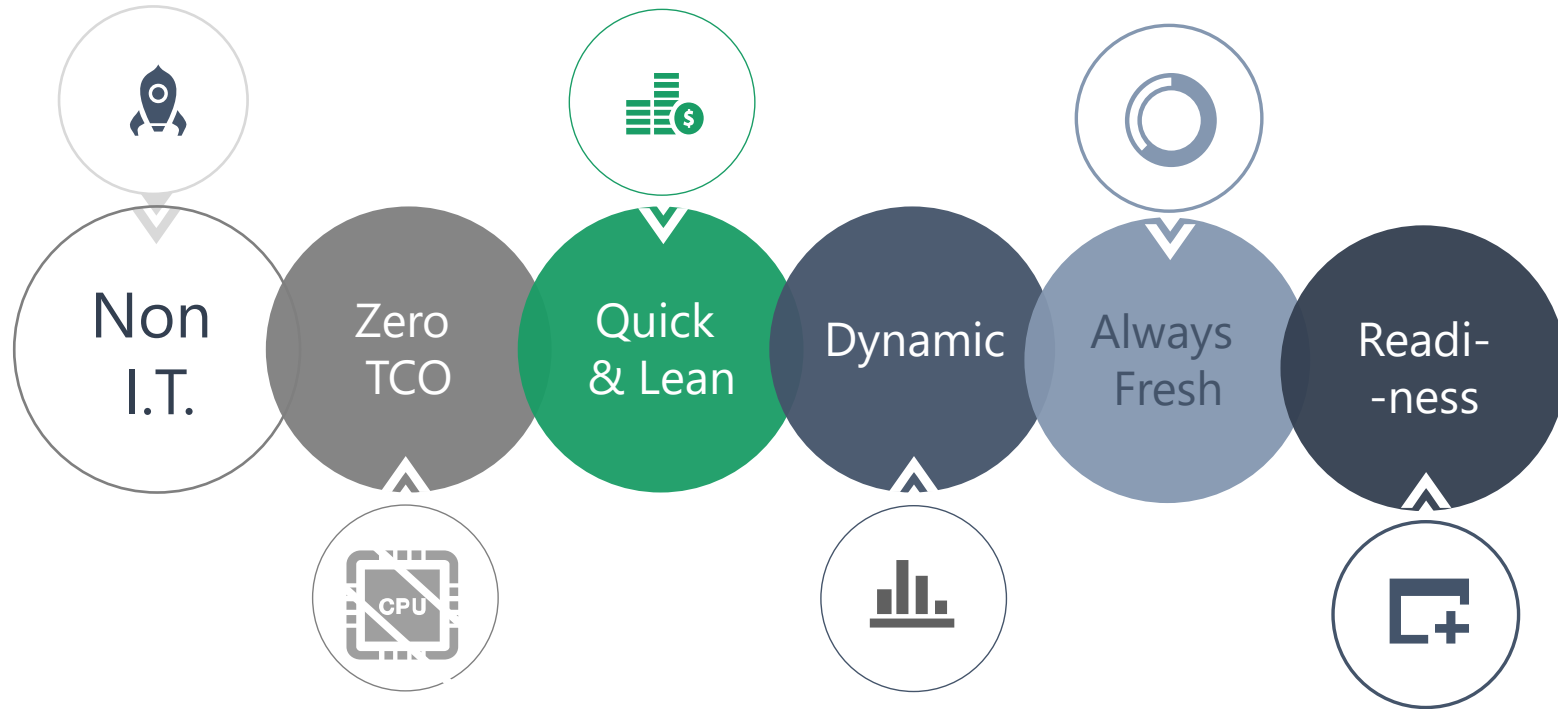 Non
I.T.
Zero
TCO
Quick
& Lean
Dynamic
Always
Fresh
Readi-
-ness
$
CPU